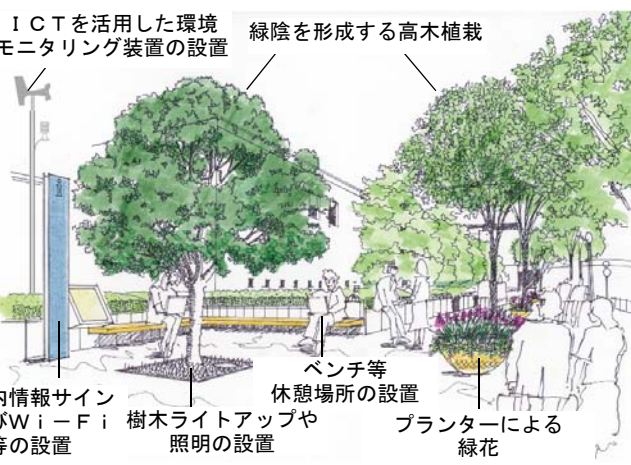 ＩＣＴを活用した環境
モニタリング装置の設置
緑陰を形成する高木植栽
内情報サイン
びＷｉ－Ｆｉ
等の設置
樹木ライトアップや
照明の設置
ベンチ等
休憩場所の設置
プランターによる
緑花